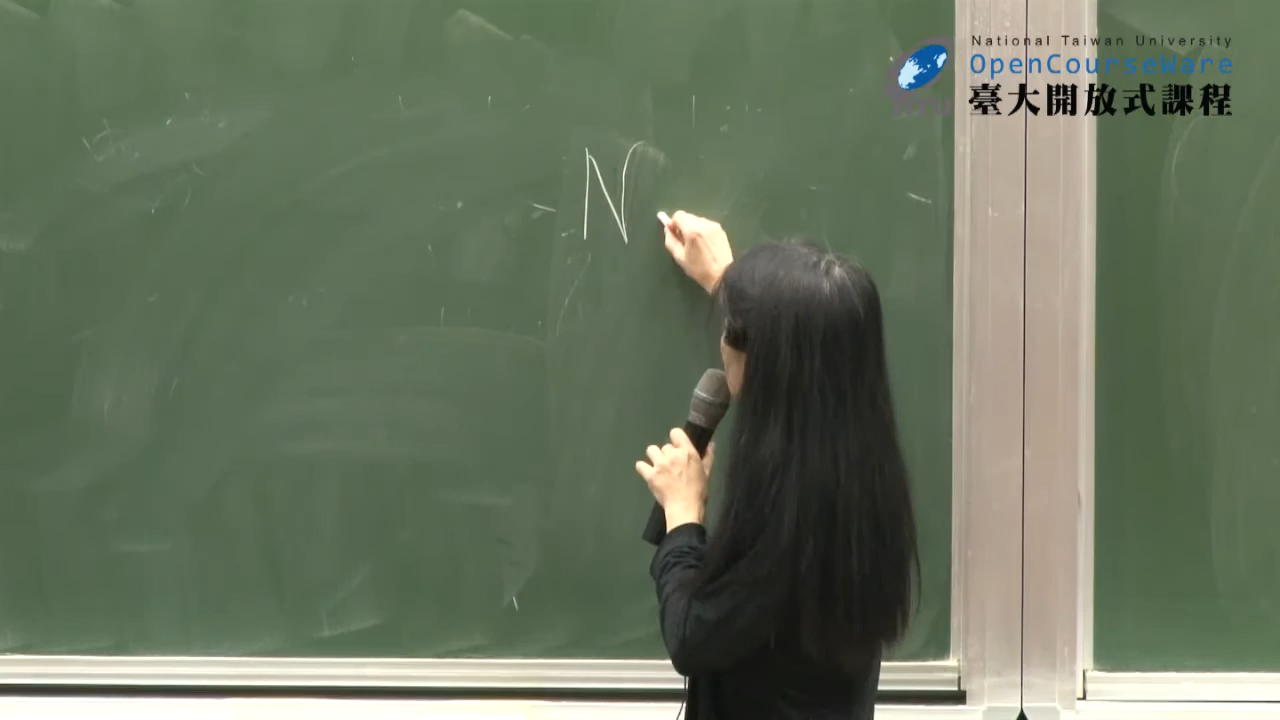 National Taiwan University
OpenCourseWare
臺大開放式課程
N